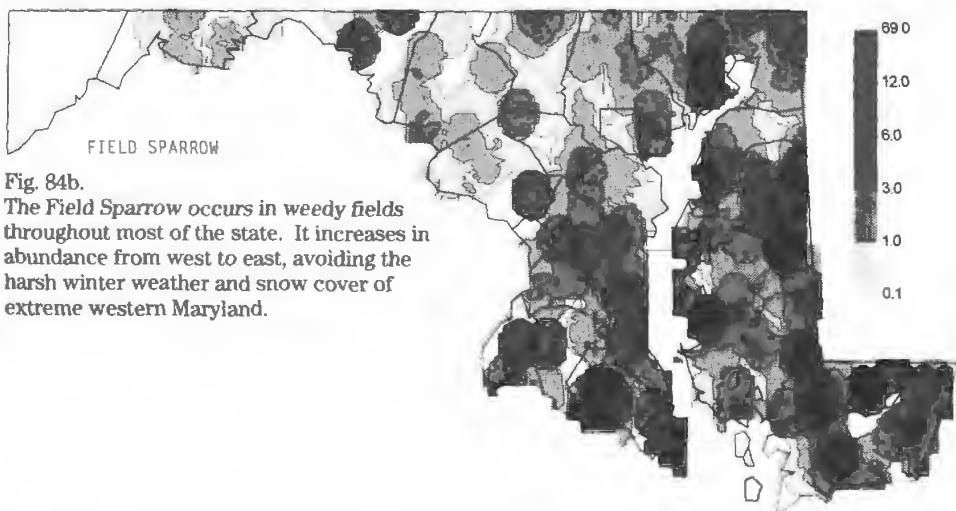 FIELD SPARROW
Fig. 84b.
The Field Sparrow occurs in weedy fields
throughout most of the state. It increases in
abundance from west to east, avoiding the
harsh winter weather and snow cover of
extreme western Maryland.
69.0
12.0
6.0
3.0
1.0
0.1